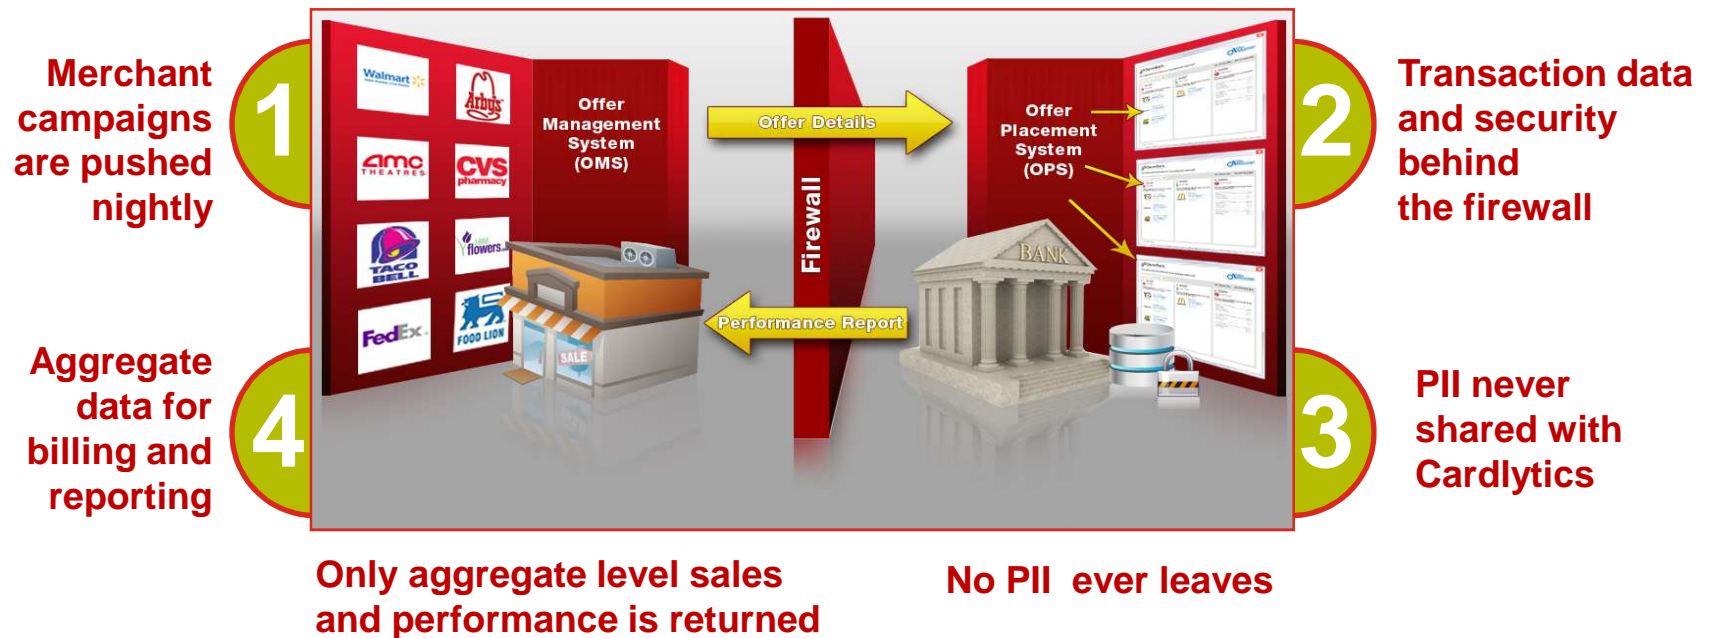 Merchant
campaigns
are pushed
nightly
1
Walmart
Arby's
amc
THEATRES
CVS
pharmacy
TACO
BELL
flowers
FedEx
FOOD LION
Offer
Management
System
(OMS)
SALE
Offer Details
Firewall
Performance Report
Offer
Placement
System
(OPS)
BANK
2
Transaction data
and security
behind
the firewall
Aggregate
data for
billing and
reporting
4
3
PII never
shared with
Cardlytics
Only aggregate level sales
and performance is returned
No PII ever leaves